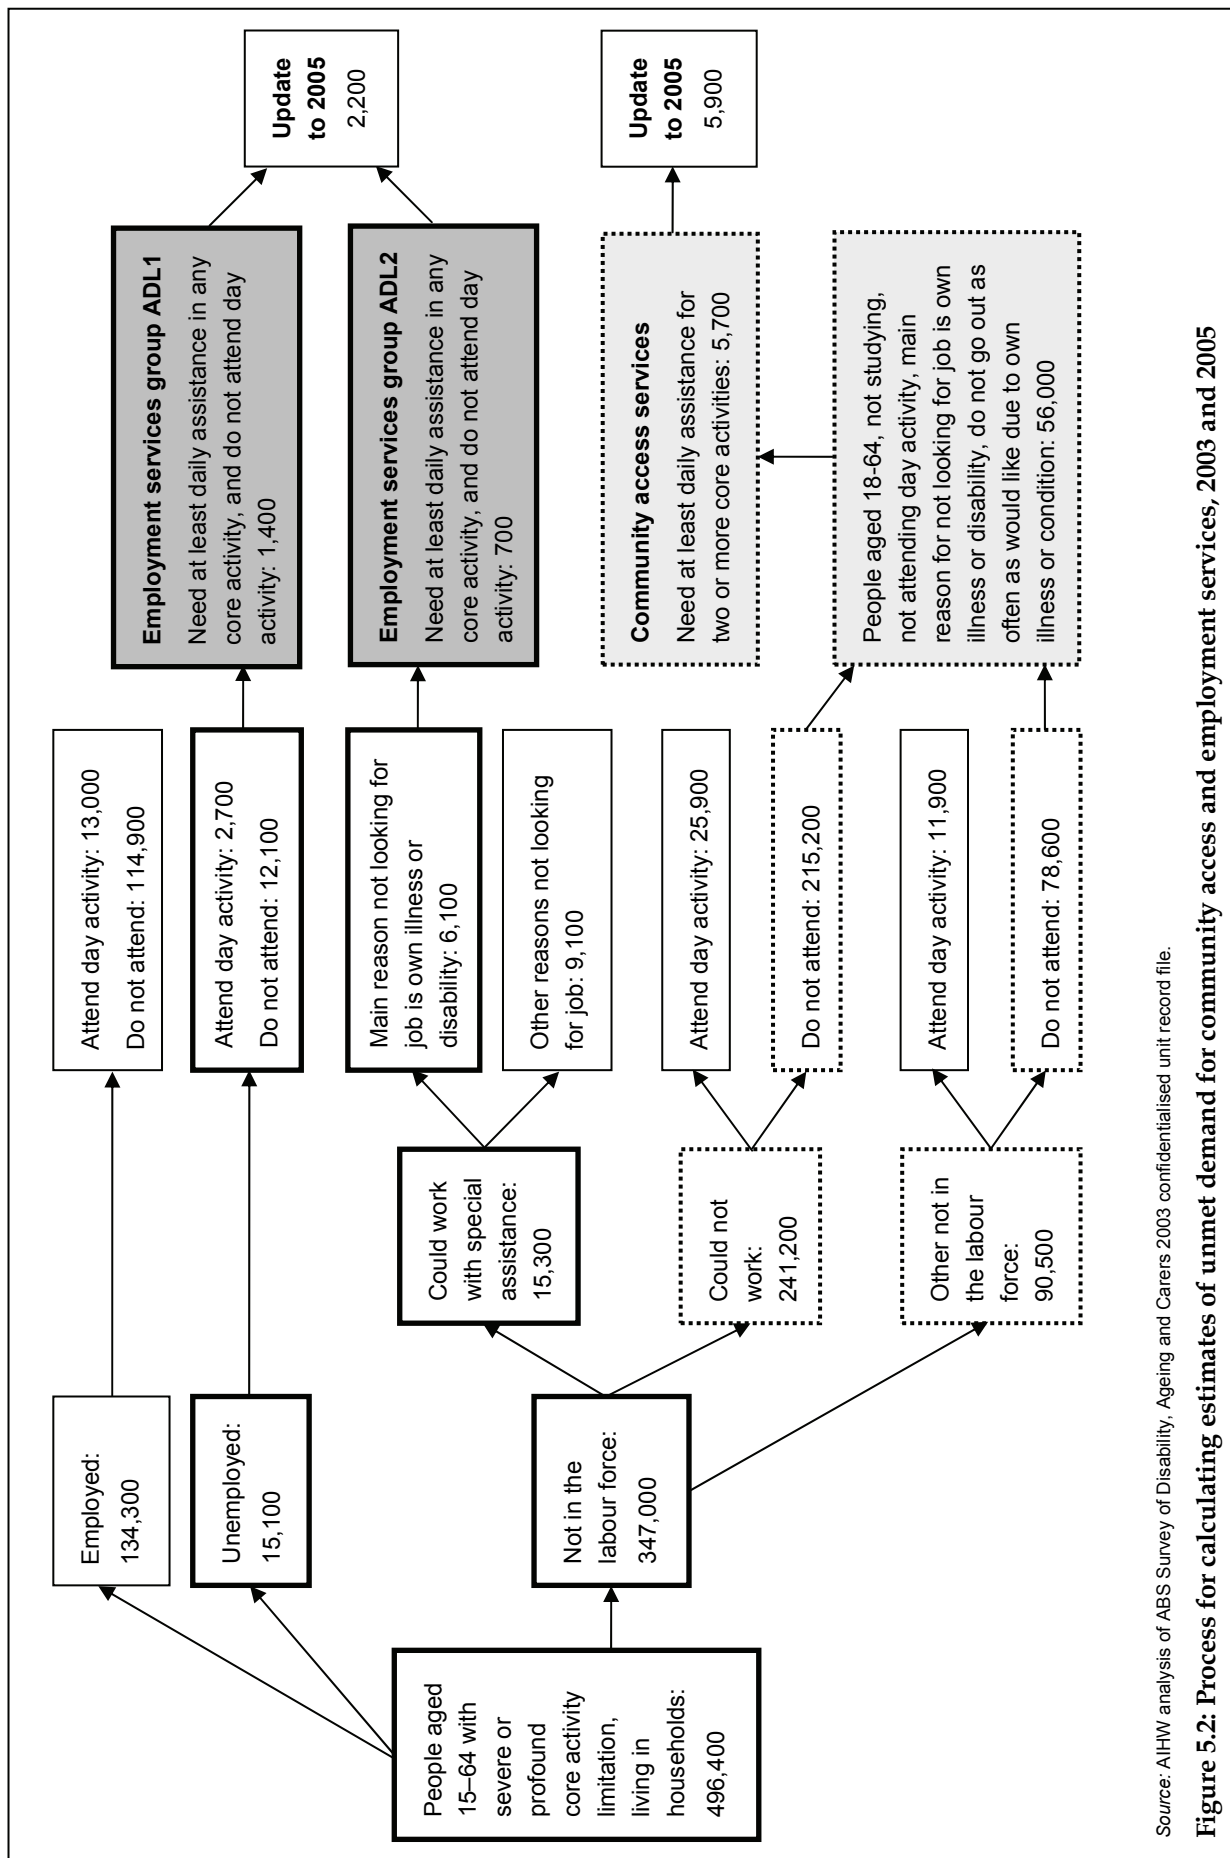 People aged
15–64 with
severe or
profound
core activity
limitation,
living in
households:
496,400
Employed:
134,300
Unemployed:
15,100
Not in the
labour force:
347,000
Could work
with special
assistance:
15,300
Could not
work:
241,200
Other not in
the labour
force:
90,500
Attend day activity: 13,000
Do not attend: 114,900
Attend day activity: 2,700
Do not attend: 12,100
Main reason not looking for
job is own illness or
disability: 6,100
Other reasons not looking
for job: 9,100
Attend day activity: 25,900
Do not attend: 215,200
Attend day activity: 11,900
Do not attend: 78,600
Employment services group ADL1
Need at least daily assistance in any
core activity, and do not attend day
activity: 1,400
Employment services group ADL2
Need at least daily assistance in any
core activity, and do not attend day
activity: 700
Community access services
Need at least daily assistance for
two or more core activities: 5,700
People aged 18-64, not studying,
not attending day activity, main
reason for not looking for job is own
illness or disability, do not go out as
often as would like due to own
illness or condition: 56,000
Update
to 2005
2,200
Update
to 2005
5,900
Source: AIHW analysis of ABS Survey of Disability, Ageing and Carers 2003 confidentialised unit record file.
Figure 5.2: Process for calculating estimates of unmet demand for community access and employment services, 2003 and 2005